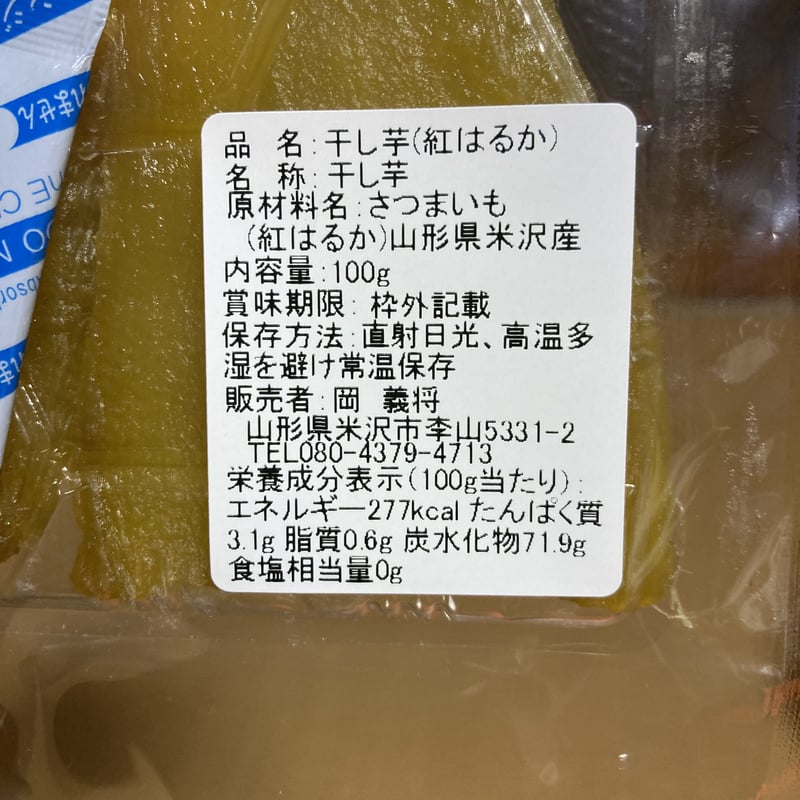 品 名:干し芋(紅はるか)
名 称:干し芋
原材料名:さつまいも
(紅はるか)山形県米沢産
内容量:100g
賞味期限: 枠外記載
保存方法:直射日光、高温多
湿を避け常温保存
販売者:岡 義将
山形県米沢市李山5331-2
TEL080-4379-4713
栄養成分表示(100g当たり):
エネルギー277kcal たんぱく質
3.1g 脂質0.6g 炭水化物71.9g
食塩相当量0g
れません
DO N